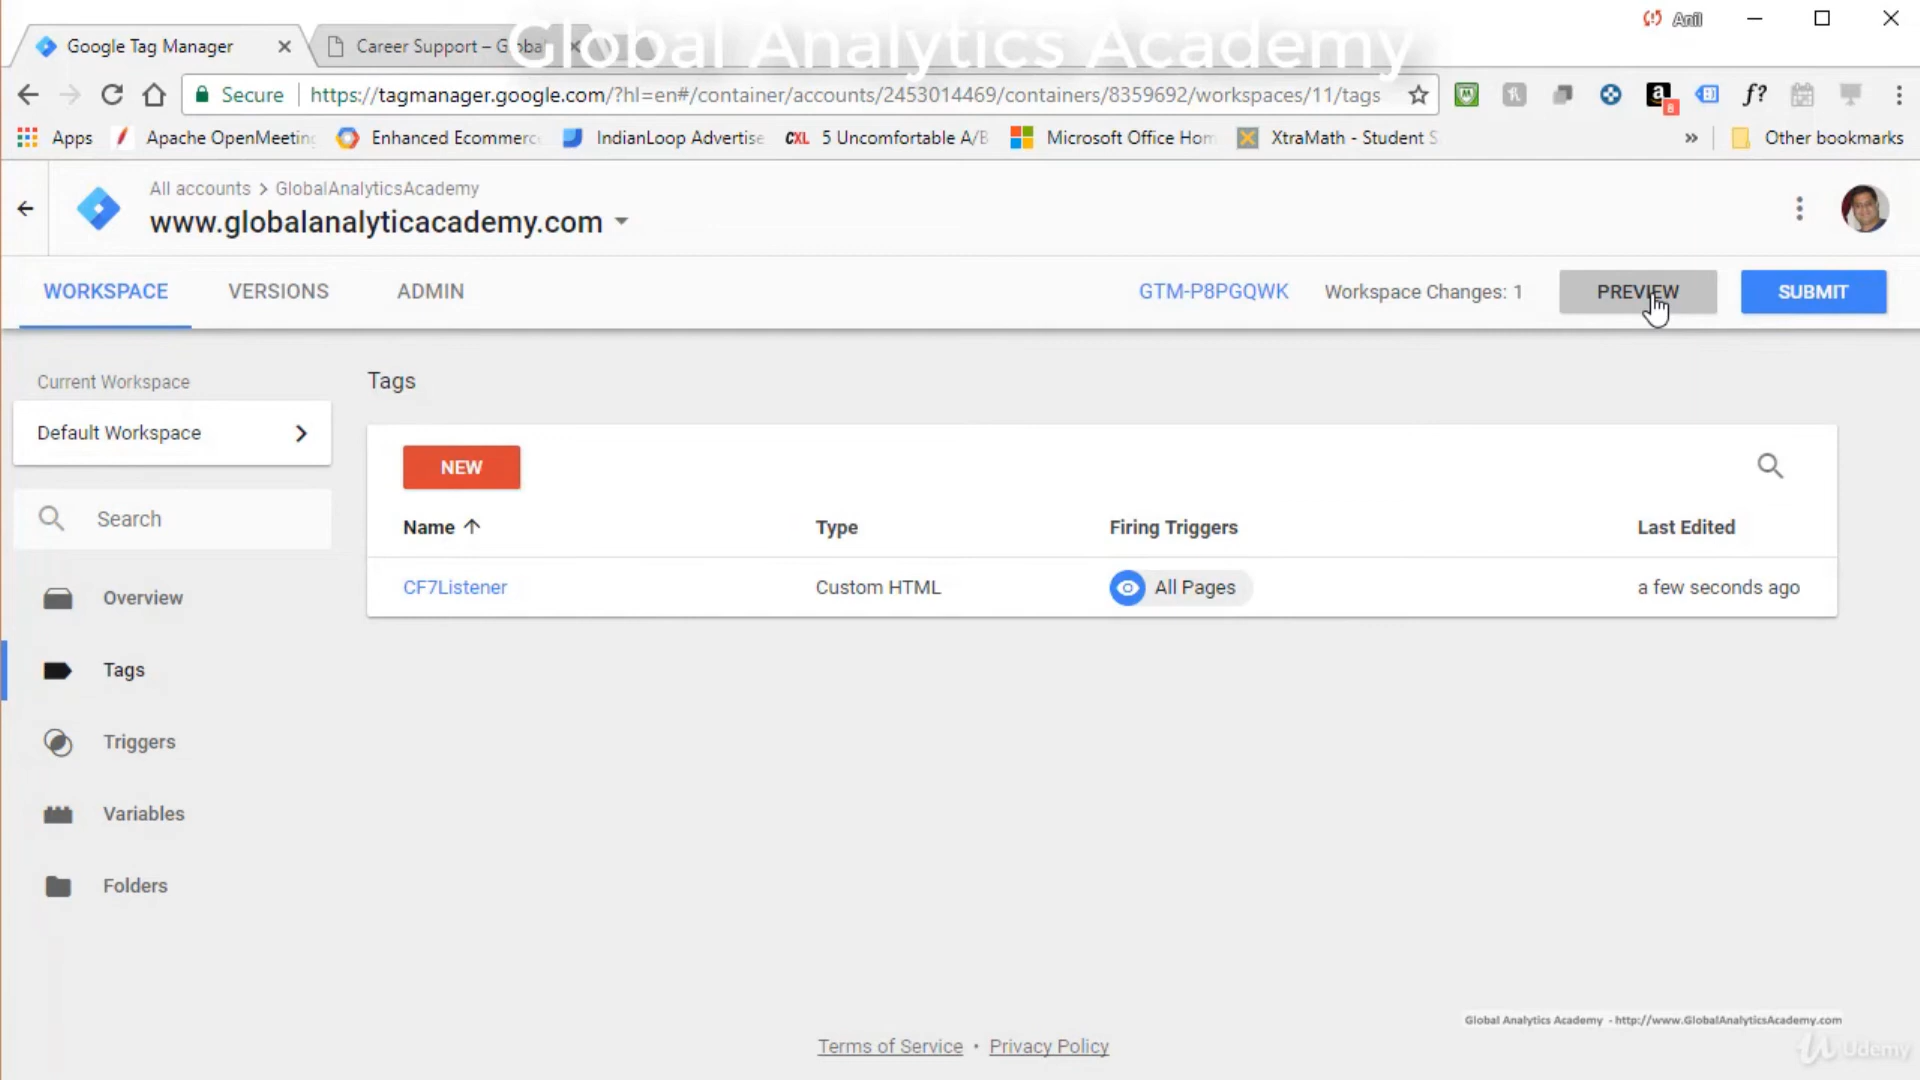 Global Analytics Academy
Google Tag Manager
Career Support – Globa
Anil
Secure
https://tagmanager.google.com/?hl=en#/container/accounts/2453014469/containers/8359692/workspaces/11/tags
a
8
f?
Apps
Apache OpenMeeting
Enhanced Ecommerc
IndianLoop Advertise
CXL
5 Uncomfortable A/B
Microsoft Office Hom
XtraMath - Student S
»
Other bookmarks
All accounts > GlobalAnalyticsAcademy
www.globalanalyticacademy.com
WORKSPACE
VERSIONS
ADMIN
GTM-P8PGQWK
Workspace Changes: 1
PREVIEW
SUBMIT
Current Workspace
Default Workspace
Search
Overview
Tags
Triggers
Variables
Folders
Tags
NEW
Name
Type
Firing Triggers
Last Edited
CF7Listener
Custom HTML
All Pages
a few seconds ago
Global Analytics Academy - http://www.GlobalAnalyticsAcademy.com
Terms of Service • Privacy Policy
Udemy